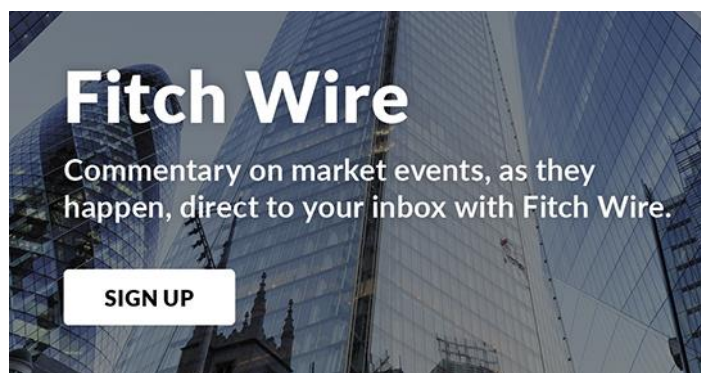 Fitch Wire
Commentary on market events, as they
happen, direct to your inbox with Fitch Wire.
SIGN UP